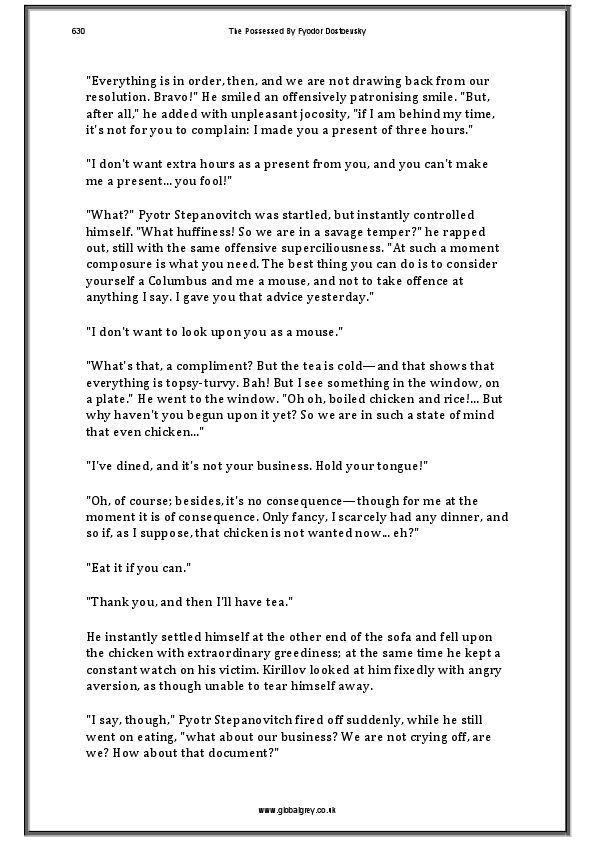 630
The Possessed By Fyodor Dostoevsky
"Everything is in order, then, and we are not drawing back from our
resolution. Bravo!" He smiled an offensively patronising smile. "But,
after all," he added with unpleasant jocosity, "if I am behind my time,
it's not for you to complain: I made you a present of three hours."
"I don't want extra hours as a present from you, and you can't make
me a present... you fool!"
"What?" Pyotr Stepanovitch was startled, but instantly controlled
himself. "What huffiness! So we are in a savage temper?" he rapped
out, still with the same offensive superciliousness. "At such a moment
composure is what you need. The best thing you can do is to consider
yourself a Columbus and me a mouse, and not to take offence at
anything I say. I gave you that advice yesterday."
"I don't want to look upon you as a mouse."
"What's that, a compliment? But the tea is cold—and that shows that
everything is topsy-turvy. Bah! But I see something in the window, on
a plate." He went to the window. "Oh oh, boiled chicken and rice!... But
why haven't you begun upon it yet? So we are in such a state of mind
that even chicken..."
"I've dined, and it's not your business. Hold your tongue!"
"Oh, of course; besides, it's no consequence—though for me at the
moment it is of consequence. Only fancy, I scarcely had any dinner, and
so if, as I suppose, that chicken is not wanted now... eh?"
"Eat it if you can."
"Thank you, and then I'll have tea."
He instantly settled himself at the other end of the sofa and fell upon
the chicken with extraordinary greediness; at the same time he kept a
constant watch on his victim. Kirillov looked at him fixedly with angry
aversion, as though unable to tear himself away.
"I say, though," Pyotr Stepanovitch fired off suddenly, while he still
went on eating, "what about our business? We are not crying off, are
we? How about that document?"
www.globalgrey.co.uk